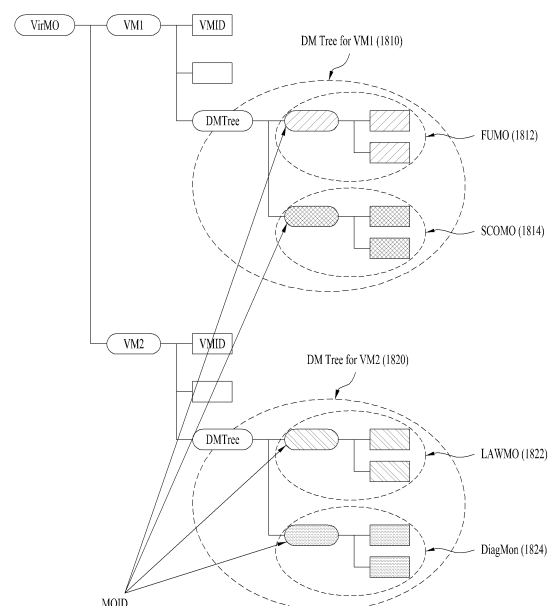 VirMO
VM1
VMID
DM Tree for VM1 (1810)
DMTree
FUMO (1812)
SCOMO (1814)
VM2
VMID
DM Tree for VM2 (1820)
DMTree
LAWMO (1822)
DiagMon (1824)
MOID